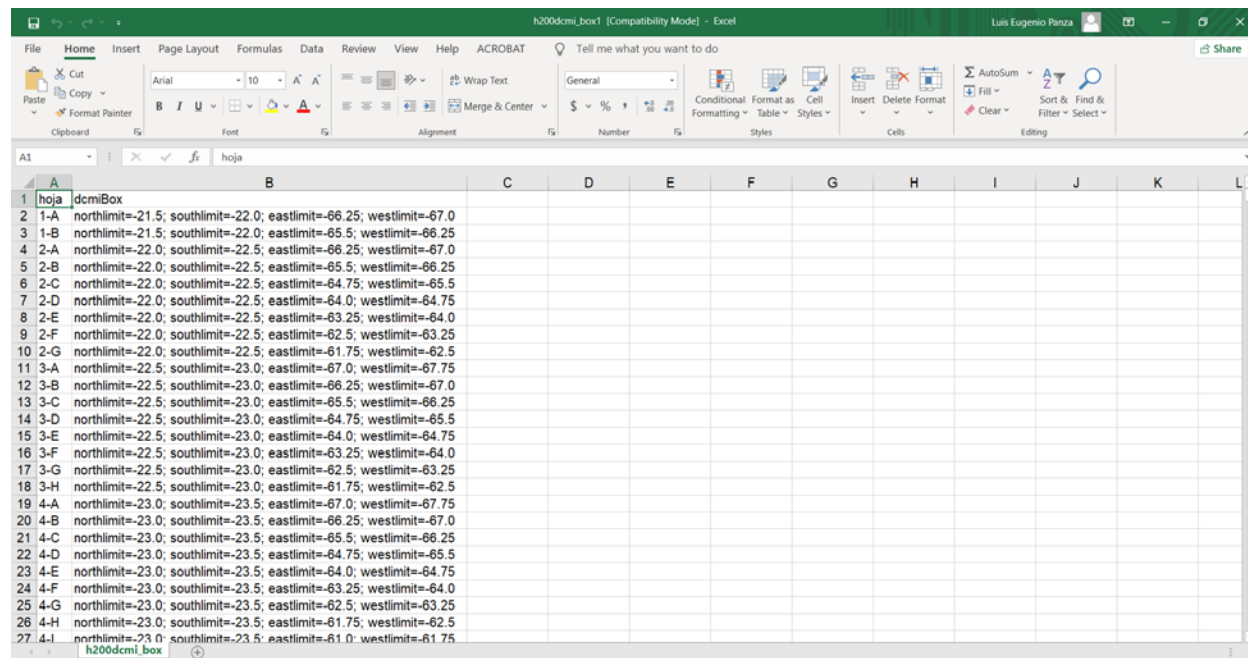 h200dcmi_box1 [Compatibility Mode] - Excel
Luis Eugenio Panza
File Home Insert Page Layout Formulas Data Review View Help ACROBAT Tell me what you want to do Share
Paste
Cut
Copy
Format Painter
Clipboard
Arial 10 A A
B I U A
Font
Wrap Text
Merge & Center
Alignment
General
$ % ,
Number
Conditional Formatting
Format as Table
Cell Styles
Styles
Insert Delete Format
Cells
AutoSum
Fill
Clear
Sort & Filter
Find & Select
Editing
A1 fx hoja
A B C D E F G H I J K L
1 hoja dcmiBox
2 1-A northlimit=-21.5; southlimit=-22.0; eastlimit=-66.25; westlimit=-67.0
3 1-B northlimit=-21.5; southlimit=-22.0; eastlimit=-65.5; westlimit=-66.25
4 2-A northlimit=-22.0; southlimit=-22.5; eastlimit=-66.25; westlimit=-67.0
5 2-B northlimit=-22.0; southlimit=-22.5; eastlimit=-65.5; westlimit=-66.25
6 2-C northlimit=-22.0; southlimit=-22.5; eastlimit=-64.75; westlimit=-65.5
7 2-D northlimit=-22.0; southlimit=-22.5; eastlimit=-64.0; westlimit=-64.75
8 2-E northlimit=-22.0; southlimit=-22.5; eastlimit=-63.25; westlimit=-64.0
9 2-F northlimit=-22.0; southlimit=-22.5; eastlimit=-62.5; westlimit=-63.25
10 2-G northlimit=-22.0; southlimit=-22.5; eastlimit=-61.75; westlimit=-62.5
11 3-A northlimit=-22.5; southlimit=-23.0; eastlimit=-67.0; westlimit=-67.75
12 3-B northlimit=-22.5; southlimit=-23.0; eastlimit=-66.25; westlimit=-67.0
13 3-C northlimit=-22.5; southlimit=-23.0; eastlimit=-65.5; westlimit=-66.25
14 3-D northlimit=-22.5; southlimit=-23.0; eastlimit=-64.75; westlimit=-65.5
15 3-E northlimit=-22.5; southlimit=-23.0; eastlimit=-64.0; westlimit=-64.75
16 3-F northlimit=-22.5; southlimit=-23.0; eastlimit=-63.25; westlimit=-64.0
17 3-G northlimit=-22.5; southlimit=-23.0; eastlimit=-62.5; westlimit=-63.25
18 3-H northlimit=-22.5; southlimit=-23.0; eastlimit=-61.75; westlimit=-62.5
19 4-A northlimit=-23.0; southlimit=-23.5; eastlimit=-67.0; westlimit=-67.75
20 4-B northlimit=-23.0; southlimit=-23.5; eastlimit=-66.25; westlimit=-67.0
21 4-C northlimit=-23.0; southlimit=-23.5; eastlimit=-65.5; westlimit=-66.25
22 4-D northlimit=-23.0; southlimit=-23.5; eastlimit=-64.75; westlimit=-65.5
23 4-E northlimit=-23.0; southlimit=-23.5; eastlimit=-64.0; westlimit=-64.75
24 4-F northlimit=-23.0; southlimit=-23.5; eastlimit=-63.25; westlimit=-64.0
25 4-G northlimit=-23.0; southlimit=-23.5; eastlimit=-62.5; westlimit=-63.25
26 4-H northlimit=-23.0; southlimit=-23.5; eastlimit=-61.75; westlimit=-62.5
27 4-I northlimit=-23.0; southlimit=-23.5; eastlimit=-61.0; westlimit=-61.75
h200dcmi_box